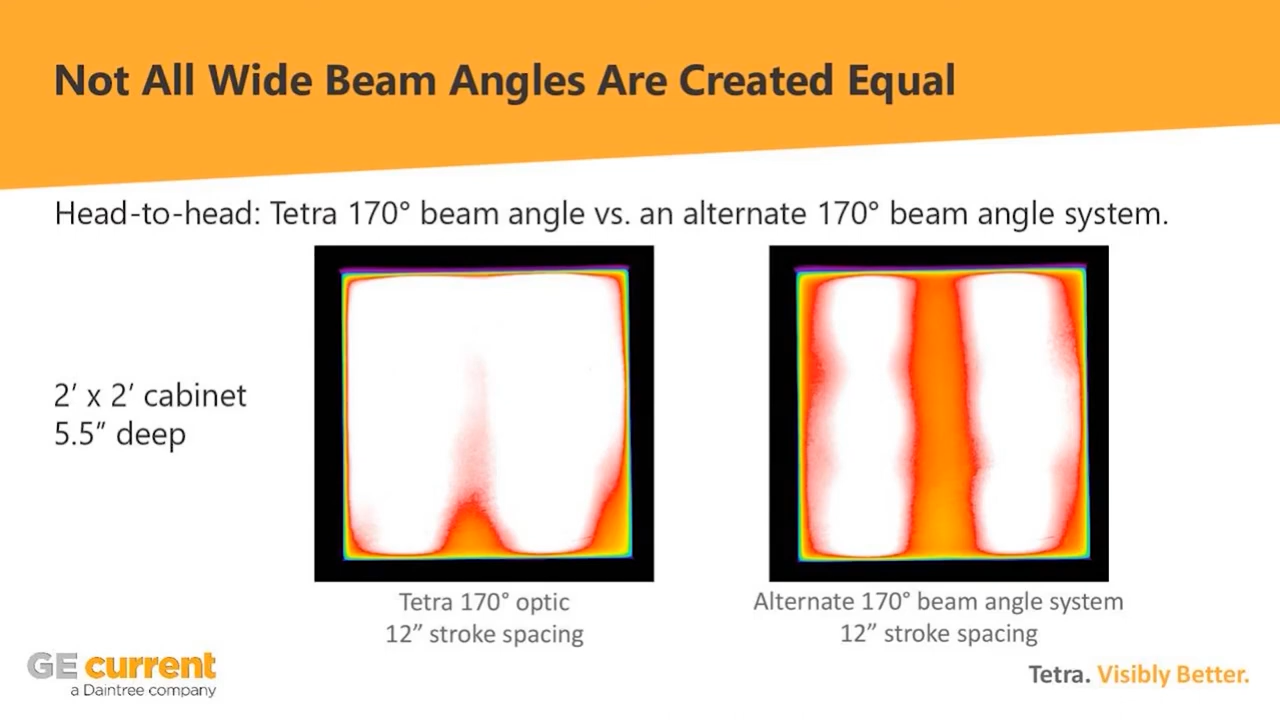 Not All Wide Beam Angles Are Created Equal
Head-to-head: Tetra 170° beam angle vs. an alternate 170° beam angle system.
2’ x 2’ cabinet
5.5” deep
Tetra 170° optic
12” stroke spacing
Alternate 170° beam angle system
12” stroke spacing
GE current
a Daintree company
Tetra. Visibly Better.